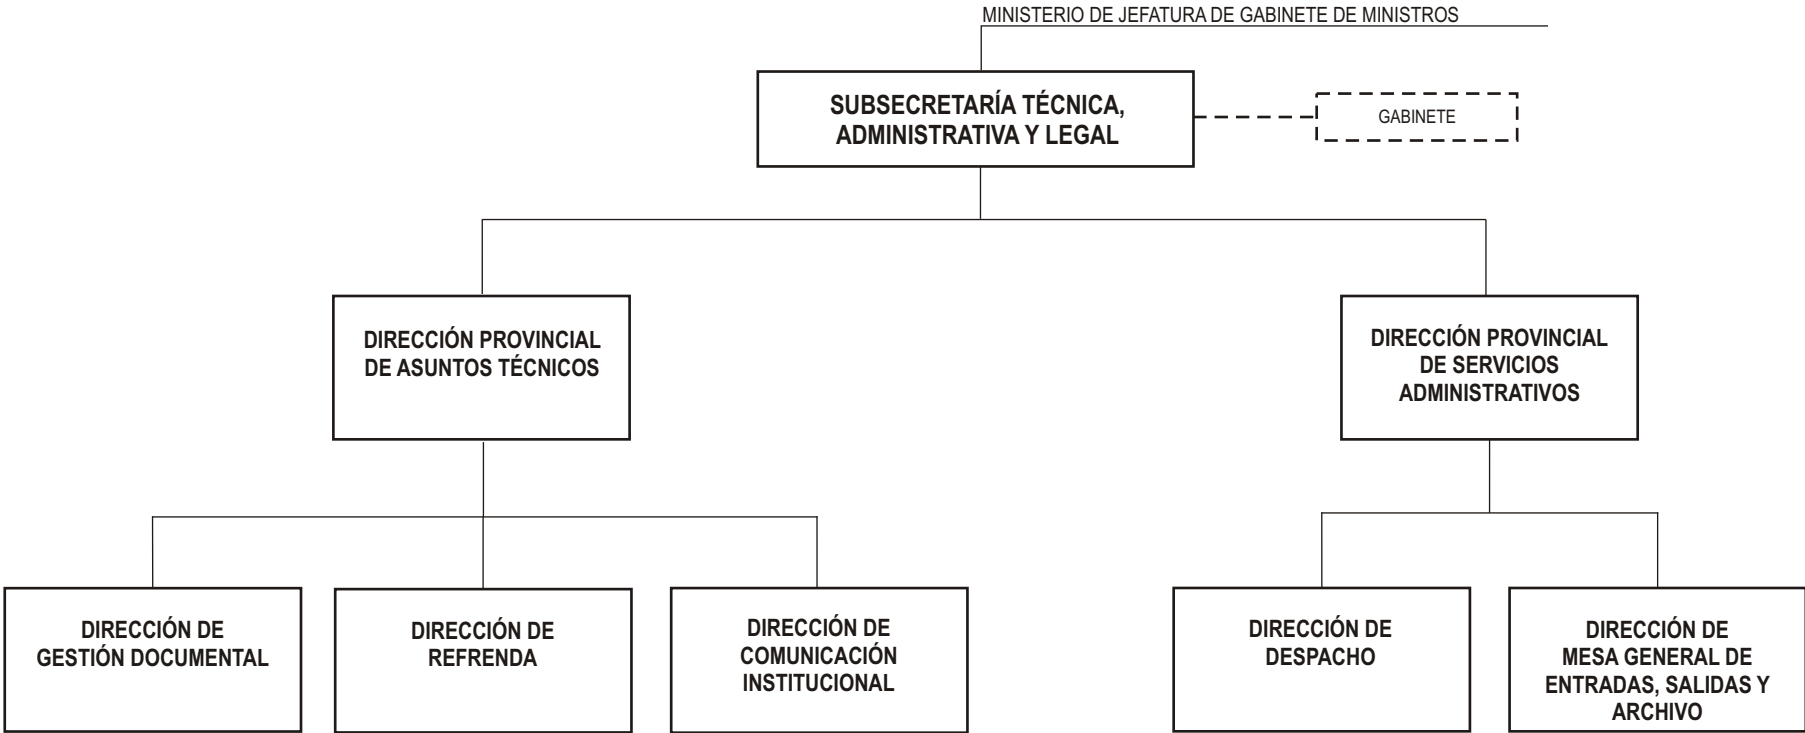 MINISTERIO DE JEFATURA DE GABINETE DE MINISTROS
SUBSECRETARÍA TÉCNICA,
ADMINISTRATIVA Y LEGAL
GABINETE
DIRECCIÓN PROVINCIAL
DE ASUNTOS TÉCNICOS
DIRECCIÓN PROVINCIAL
DE SERVICIOS
ADMINISTRATIVOS
DIRECCIÓN DE
GESTIÓN DOCUMENTAL
DIRECCIÓN DE
REFRENDA
DIRECCIÓN DE
COMUNICACIÓN
INSTITUCIONAL
DIRECCIÓN DE
DESPACHO
DIRECCIÓN DE
MESA GENERAL DE
ENTRADAS, SALIDAS Y
ARCHIVO